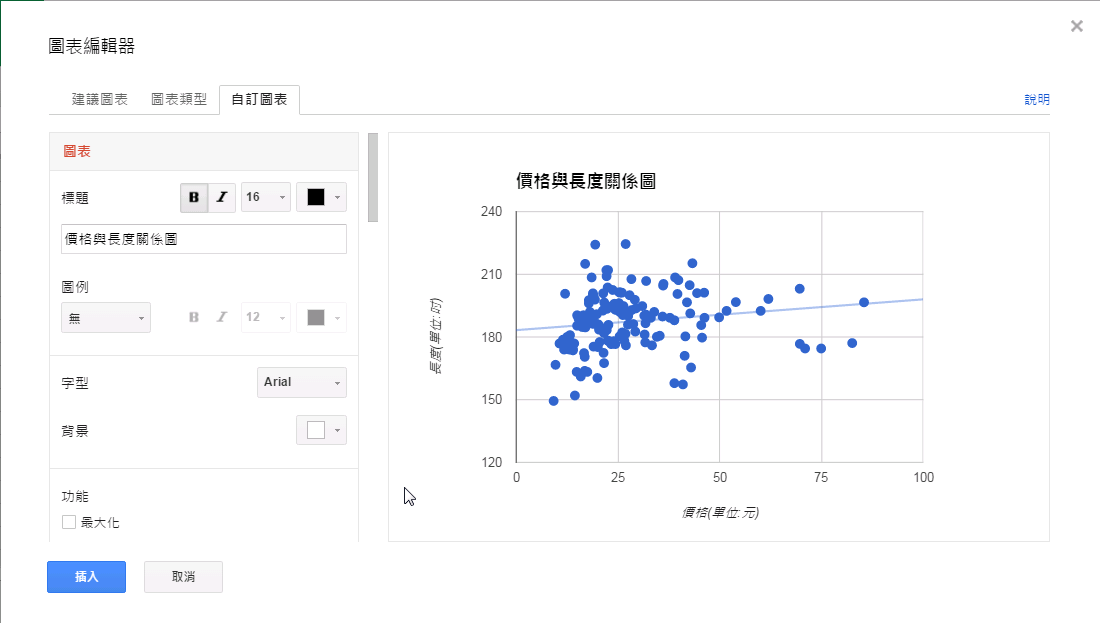 圖表編輯器
×
建議圖表 圖表類型 自訂圖表 說明
圖表
標題 B I 16
價格與長度關係圖
圖例
無 B I 12
字型 Arial
背景
功能
最大化
插入 取消
價格與長度關係圖
240
210
180
150
120
長度(單位:吋)
0 25 50 75 100
價格(單位:元)